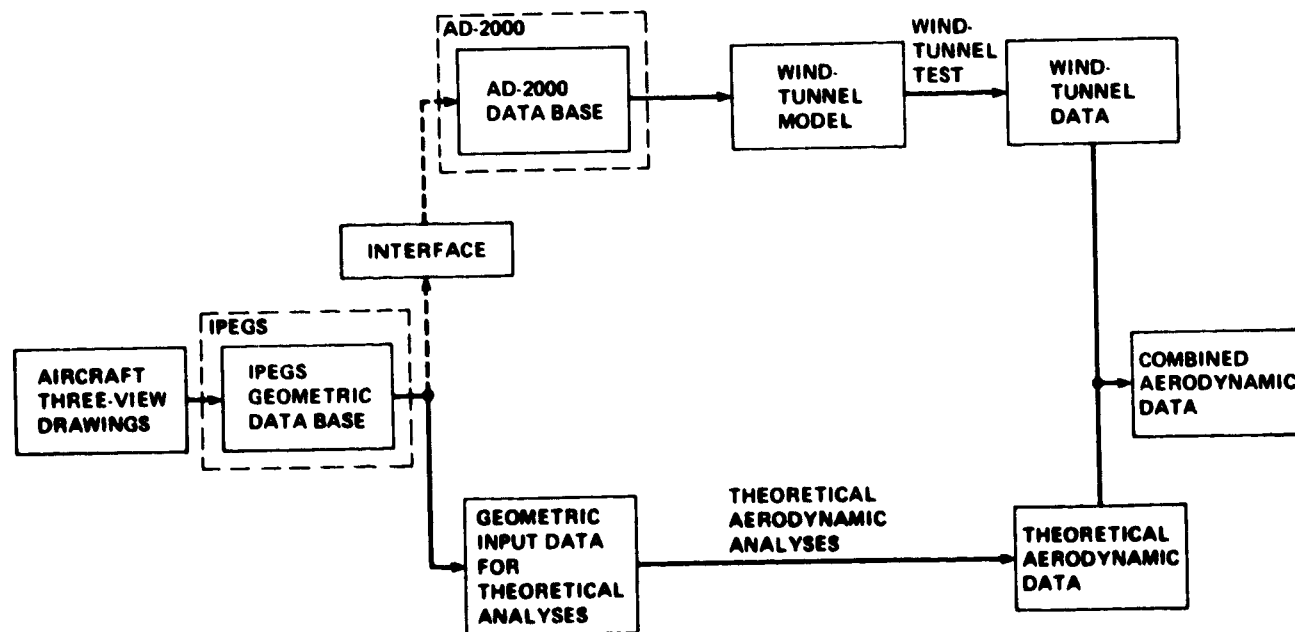 AD-2000
AD-2000
DATA BASE
WIND-
TUNNEL
MODEL
WIND-
TUNNEL
TEST
WIND-
TUNNEL
DATA
INTERFACE
IPEGS
AIRCRAFT
THREE-VIEW
DRAWINGS
IPEGS
GEOMETRIC
DATA BASE
COMBINED
AERODYNAMIC
DATA
GEOMETRIC
INPUT DATA
FOR
THEORETICAL
ANALYSES
THEORETICAL
AERODYNAMIC
ANALYSES
THEORETICAL
AERODYNAMIC
DATA